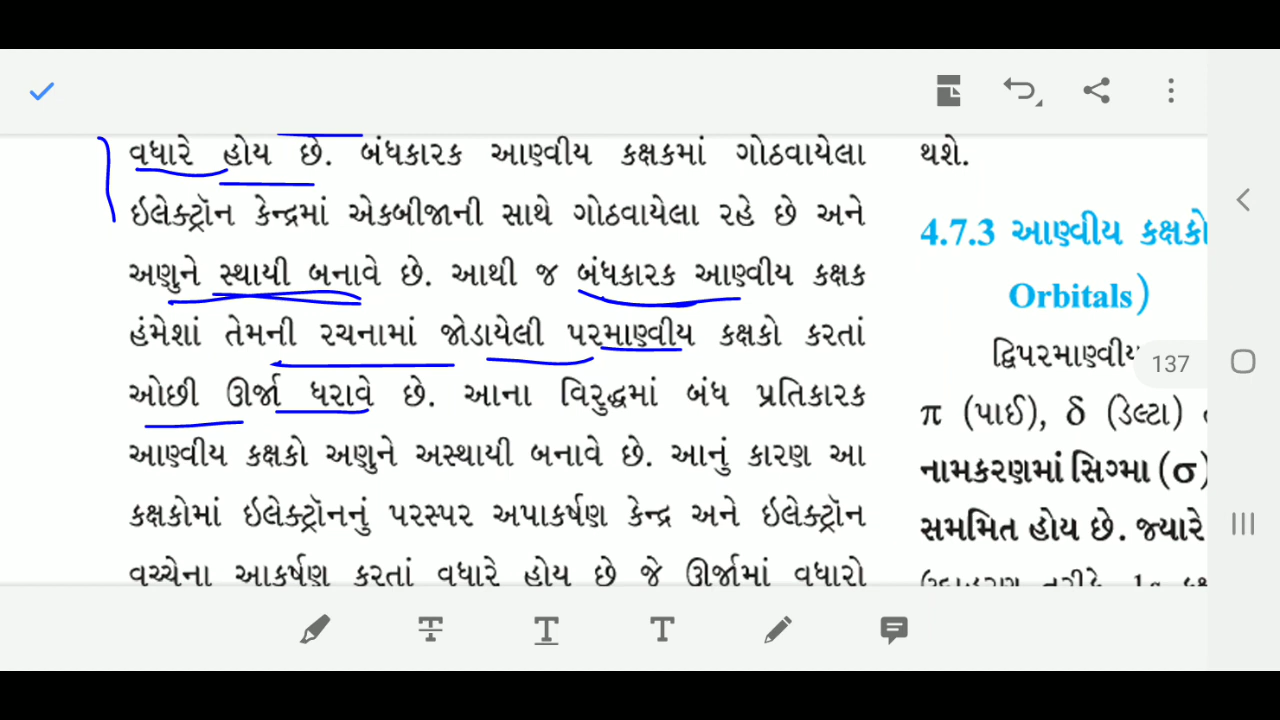 વધારે હોય છે. બંધકારક આણ્વીય કક્ષકમાં ગોઠવાયેલા
ઇલેક્ટ્રૉન કેન્દ્રમાં એકબીજાની સાથે ગોઠવાયેલા રહે છે અને
અણુને સ્થાયી બનાવે છે. આથી જ બંધકારક આણ્વીય કક્ષક
હંમેશાં તેમની રચનામાં જોડાયેલી પરમાણ્વીય કક્ષકો કરતાં
ઓછી ઊર્જા ધરાવે છે. આના વિરુદ્ધમાં બંધ પ્રતિકારક
આણ્વીય કક્ષકો અણુને અસ્થાયી બનાવે છે. આનું કારણ આ
કક્ષકોમાં ઇલેક્ટ્રૉનનું પરસ્પર અપાકર્ષણ કેન્દ્ર અને ઇલેક્ટ્રૉન
વચ્ચેના આકર્ષણ કરતાં વધારે હોય છે જે ઊર્જામાં વધારો
થશે.
4.7.3 આણ્વીય કક્ષકો
Orbitals)
દ્વિપરમાણ્વીય
137
π (પાઈ), δ (ડેલ્ટા)
નામકરણમાં સિગ્મા (σ)
સમમિત હોય છે. જ્યારે